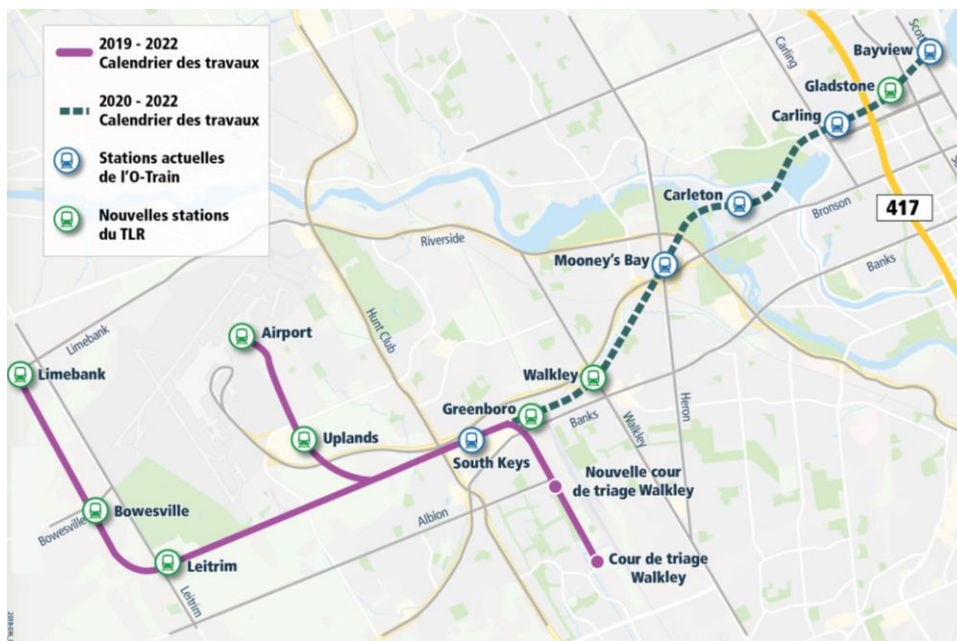 2019 - 2022
Calendrier des travaux
2020 - 2022
Calendrier des travaux
Stations actuelles
de l'O-Train
Nouvelles stations
du TLR
Scott
Bayview
Carling
Gladstone
Carling
417
Carleton
Bronson
Riverside
Banks
Mooney's Bay
Limebank
Airport
Hunt Club
Limebank
Walkley
Heron
Greenboro
Banks
Walkley
Uplands
South Keys
Nouvelle cour
de triage Walkley
Bowesville
Albion
Bowesville
Cour de triage
Walkley
Leitrim
Leitrim